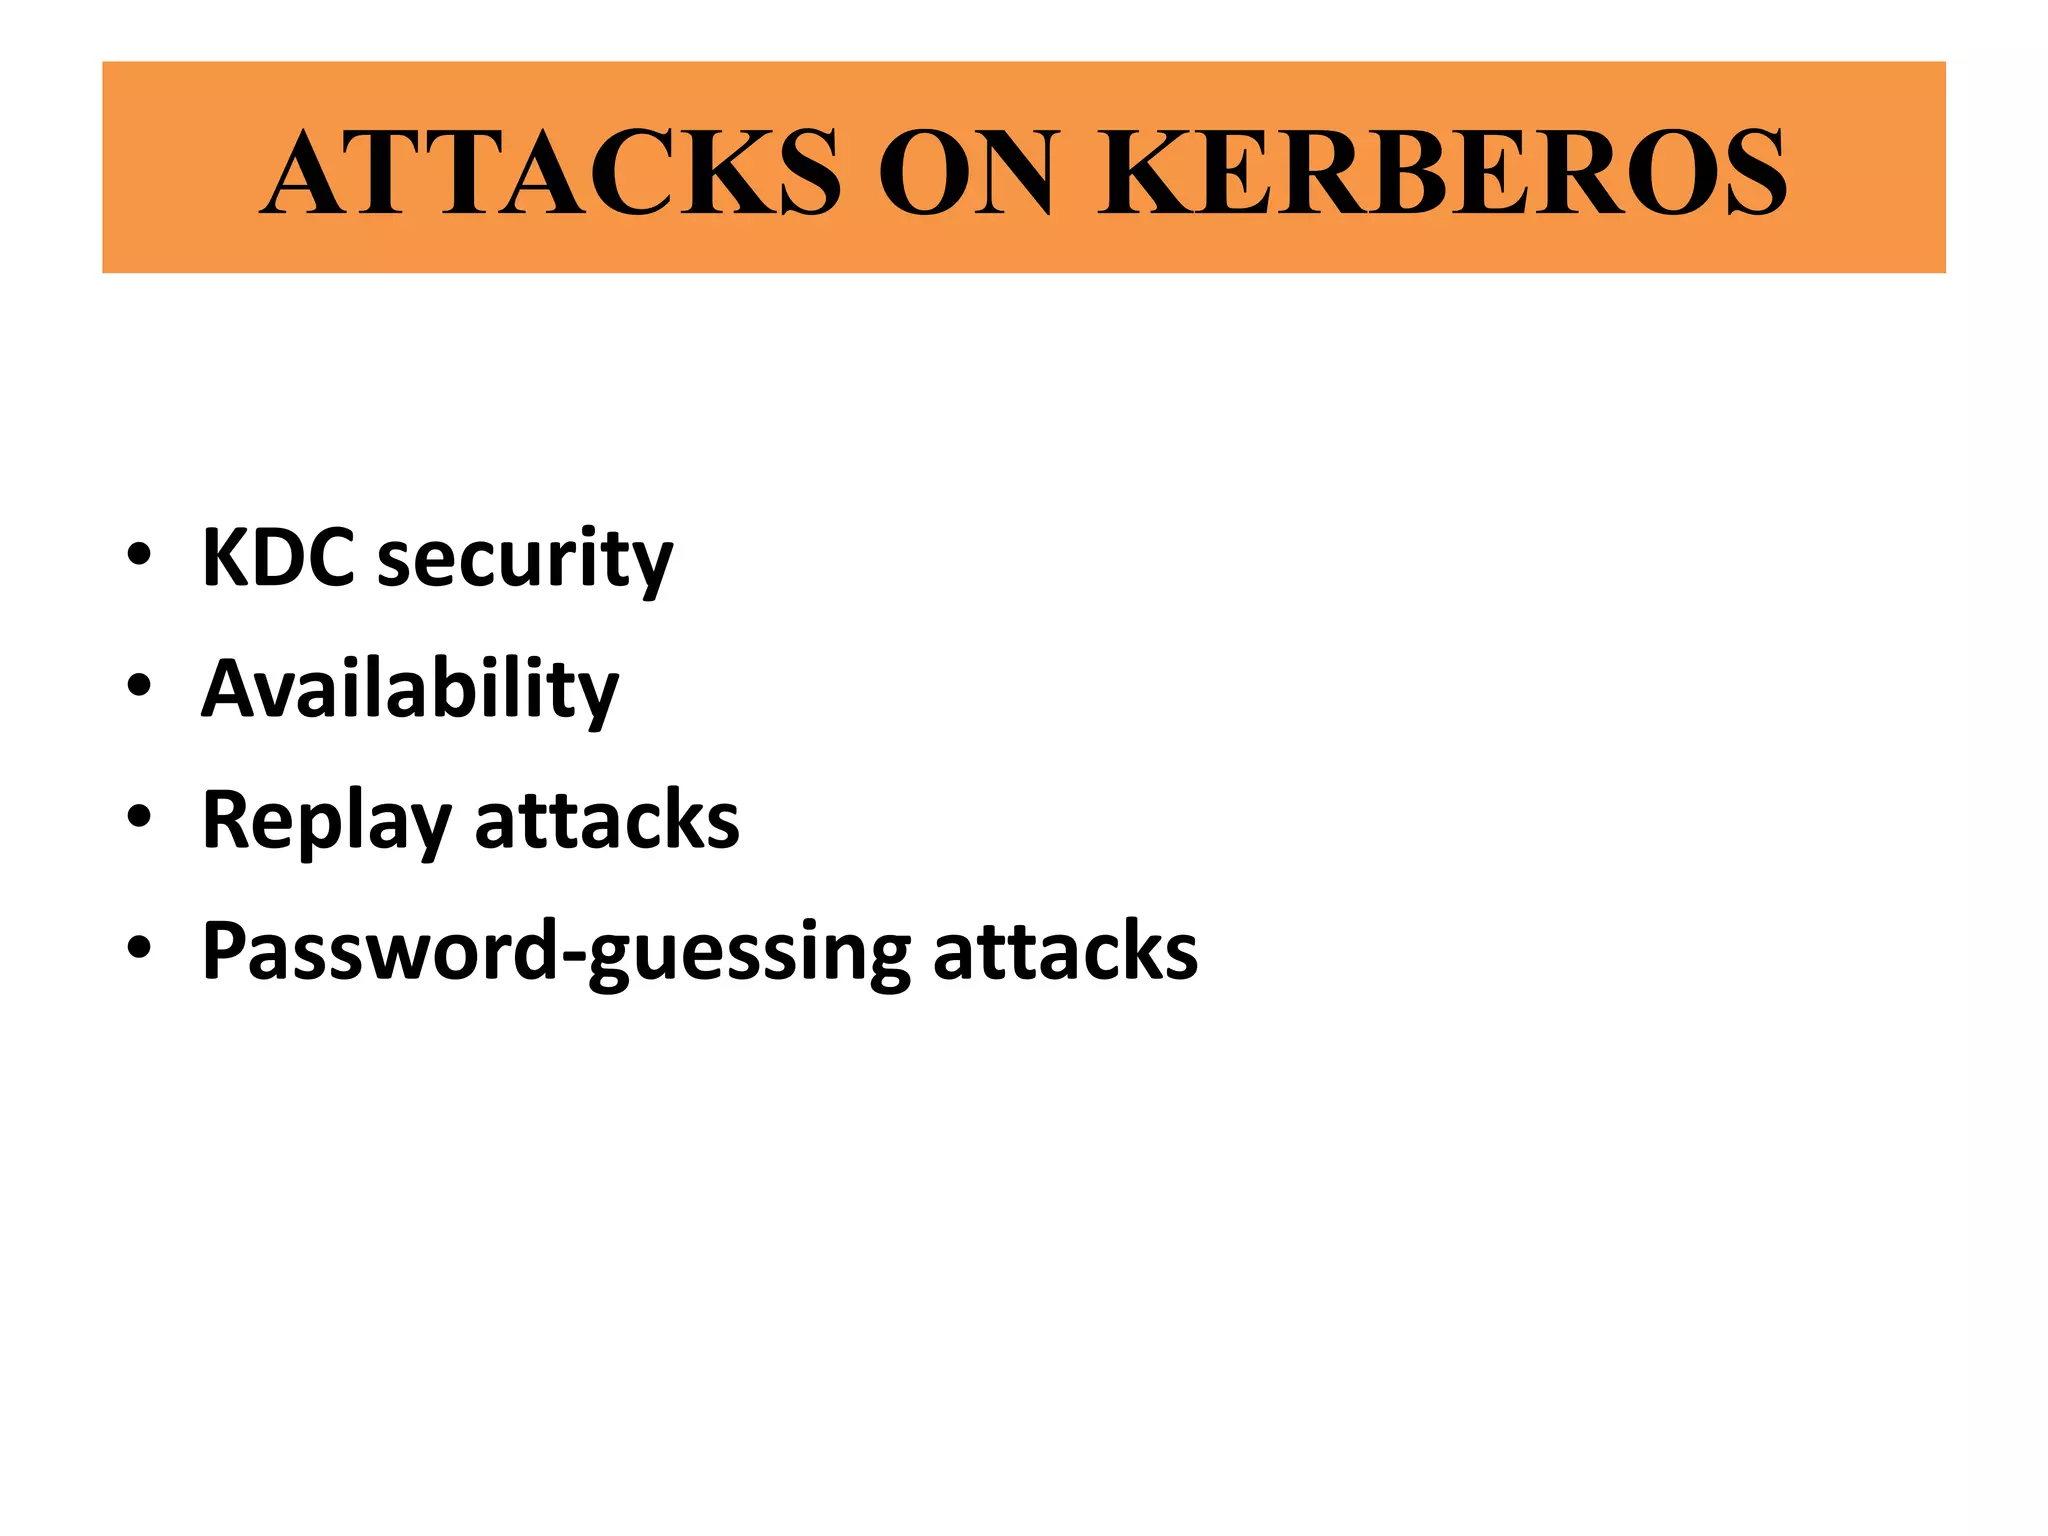 ATTACKS ON KERBEROS
• KDC security
• Availability
• Replay attacks
• Password-guessing attacks